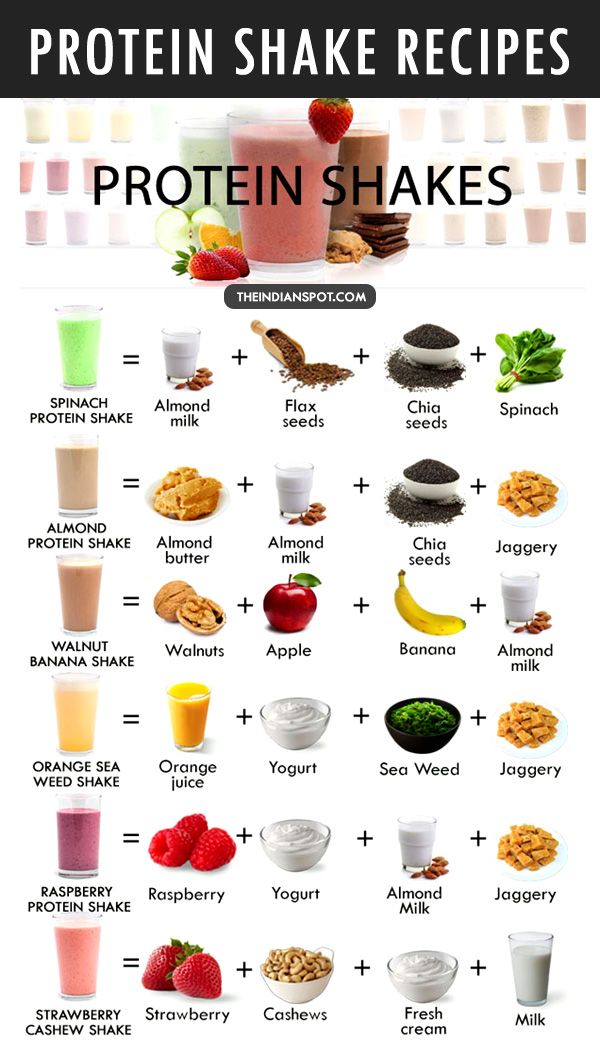 PROTEIN SHAKE RECIPES
PROTEIN SHAKES
THEINDIANSPOT.COM
SPINACH
PROTEIN SHAKE
=
Almond
milk
+
Flax
seeds
+
Chia
seeds
+
Spinach
ALMOND
PROTEIN SHAKE
=
Almond
butter
+
Almond
milk
+
Chia
seeds
+
Jaggery
WALNUT
BANANA SHAKE
=
Walnuts
+
Apple
+
Banana
+
Almond
milk
ORANGE SEA
WEED SHAKE
=
Orange
juice
+
Yogurt
+
Sea Weed
+
Jaggery
RASPBERRY
PROTEIN SHAKE
=
Raspberry
+
Yogurt
+
Almond
Milk
+
Jaggery
STRAWBERRY
CASHEW SHAKE
=
Strawberry
+
Cashews
+
Fresh
cream
+
Milk